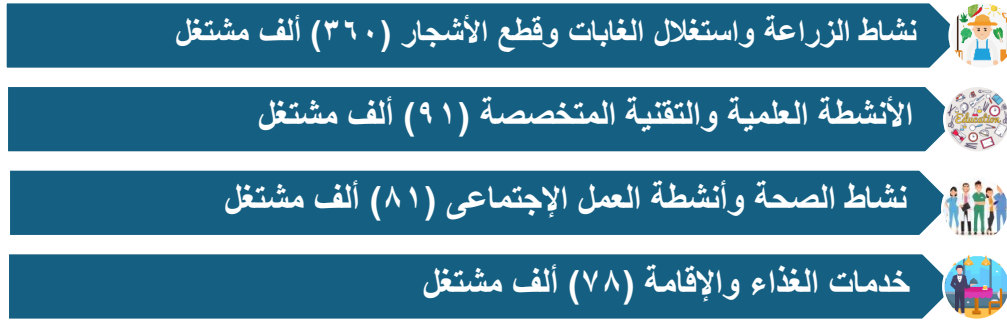 نشاط الزراعة واستغلال الغابات وقطع الأشجار (٣٦٠) ألف مشتغل
الأنشطة العلمية والتقنية المتخصصة (٩١) ألف مشتغل
Education
نشاط الصحة وأنشطة العمل الإجتماعى (٨١) ألف مشتغل
خدمات الغذاء والإقامة (٧٨) ألف مشتغل